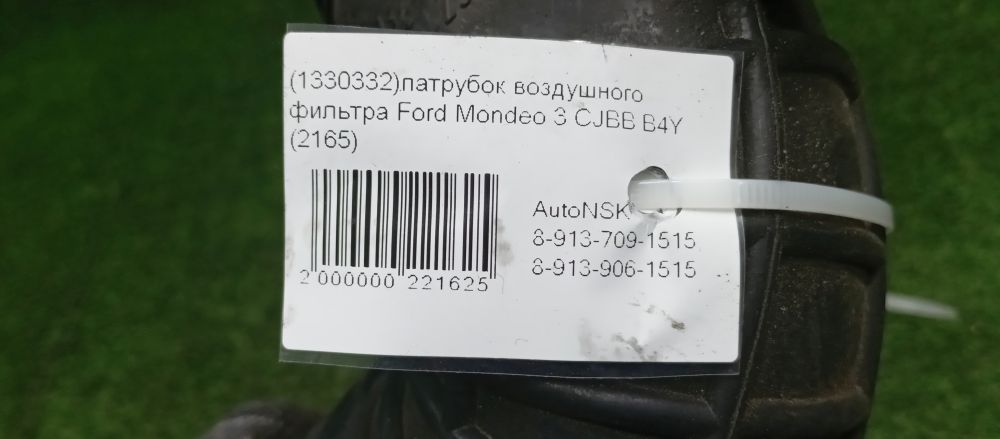 (1330332)патрубок воздушного
фильтра Ford Mondeo 3 CJBB B4Y
(2165)
AutoNSK
8-913-709-1515
8-913-906-1515
2 000000 221625